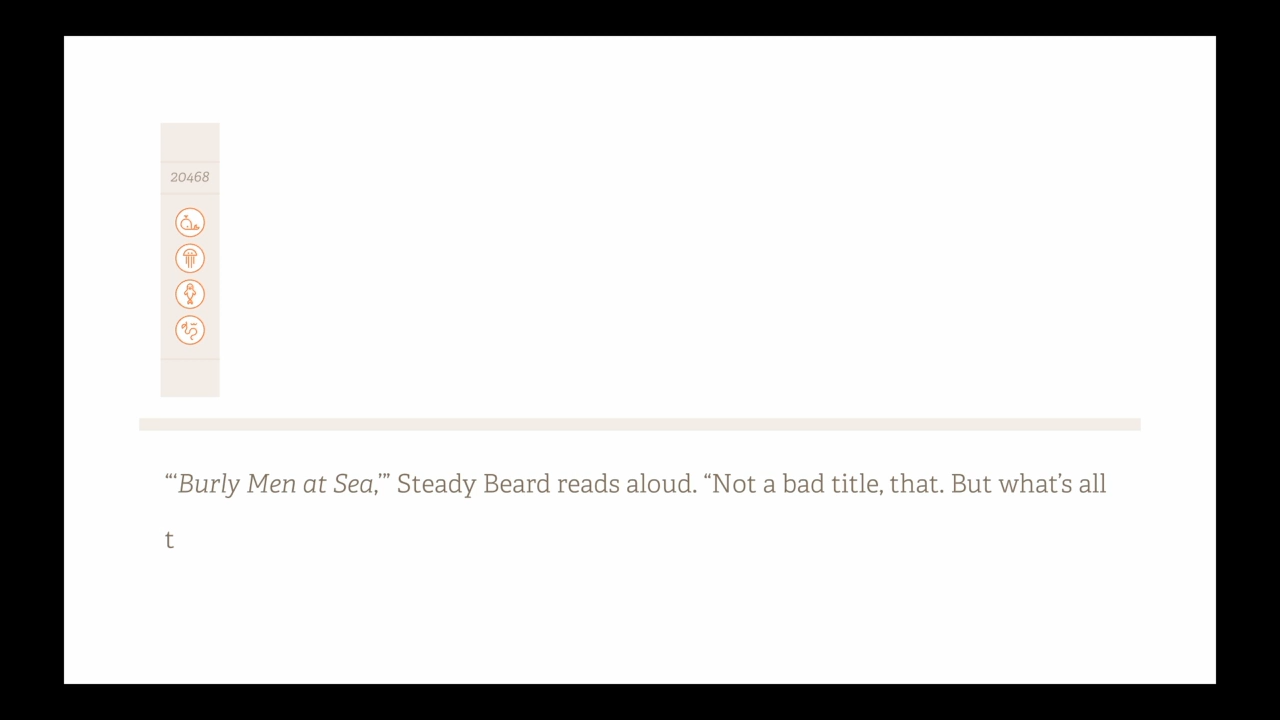 20468
“‘Burly Men at Sea,’” Steady Beard reads aloud. “Not a bad title, that. But what’s all
t